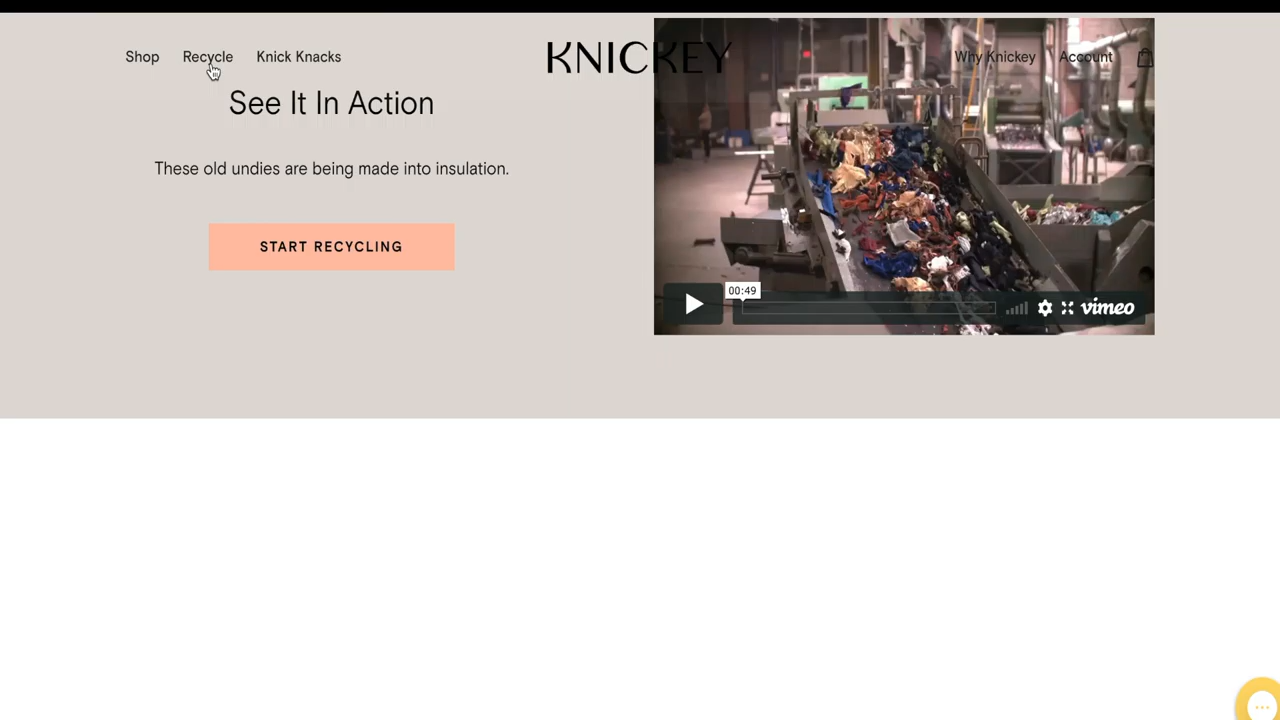 Shop Recycle Knick Knacks KNICKEY Why Knickey Account
See It In Action
These old undies are being made into insulation.
START RECYCLING
00:49
vimeo